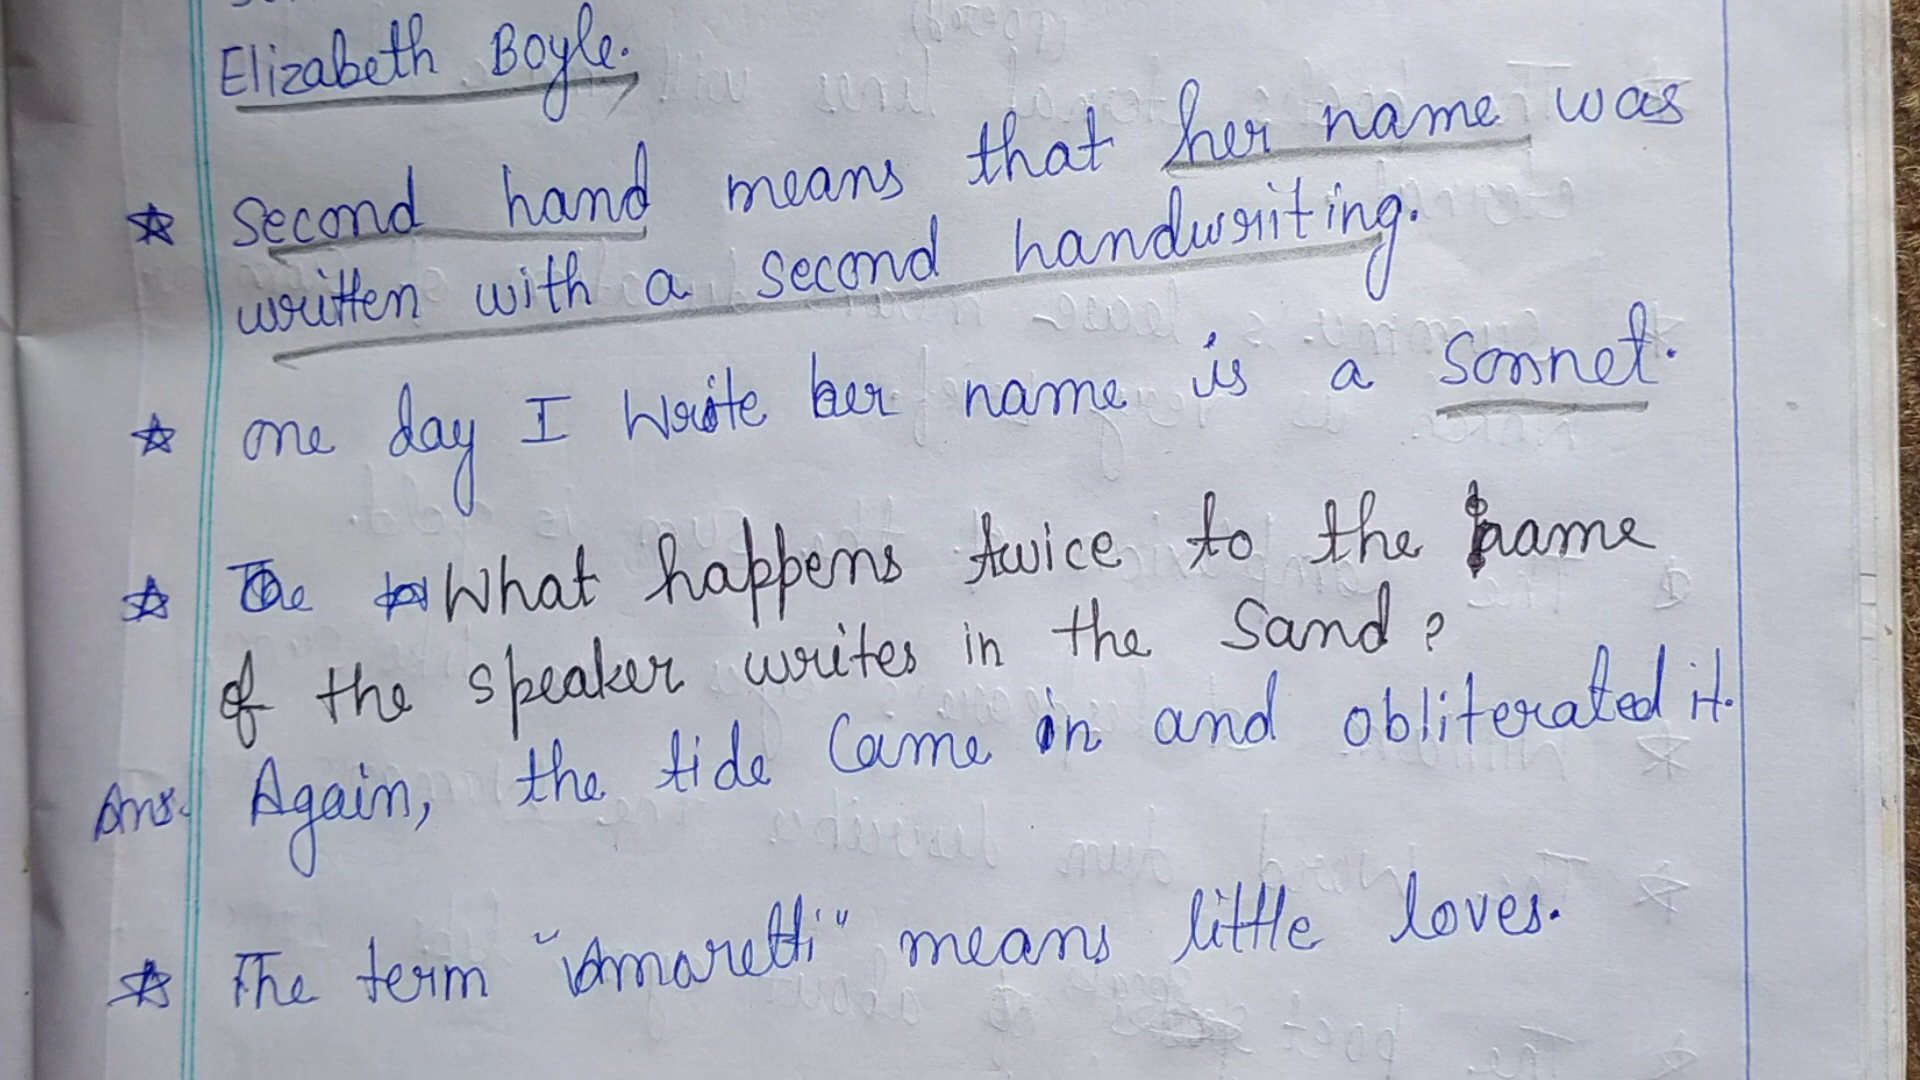 Elizabeth Boyle.
☆ Second hand means that her name was
written with a second handwriting.
☆ one day I Write her name is a Sonnet.
☆ The What happens twice to the name
of the speaker writes in the Sand?
Ans. Again, the tide Came in and obliterated it.
☆ The term "Amaretti" means little loves.